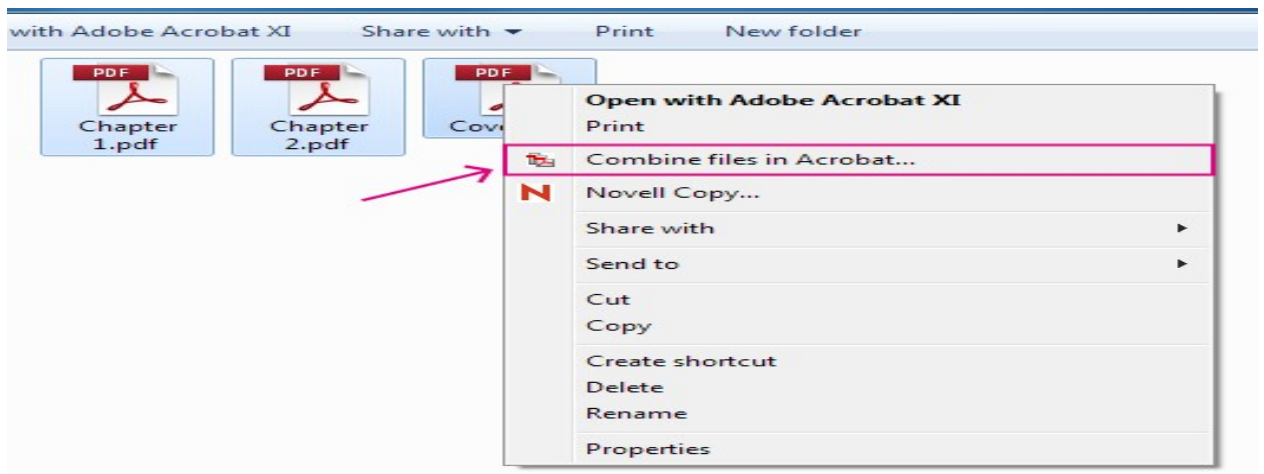 with Adobe Acrobat XI Share with Print New folder
PDF PDF PDF
Chapter 1.pdf
Chapter 2.pdf
Open with Adobe Acrobat XI
Print
Combine files in Acrobat...
N Novell Copy...
Share with
Send to
Cut
Copy
Create shortcut
Delete
Rename
Properties